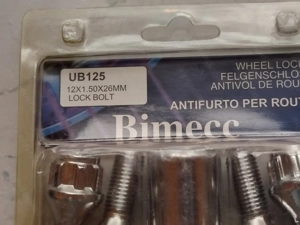 UB125
12X1.50X26MM
LOCK BOLT
WHEEL LOCK
FELGENSCHLO
ANTIVOL DE ROU
ANTIFURTO PER ROUT
Bimecc